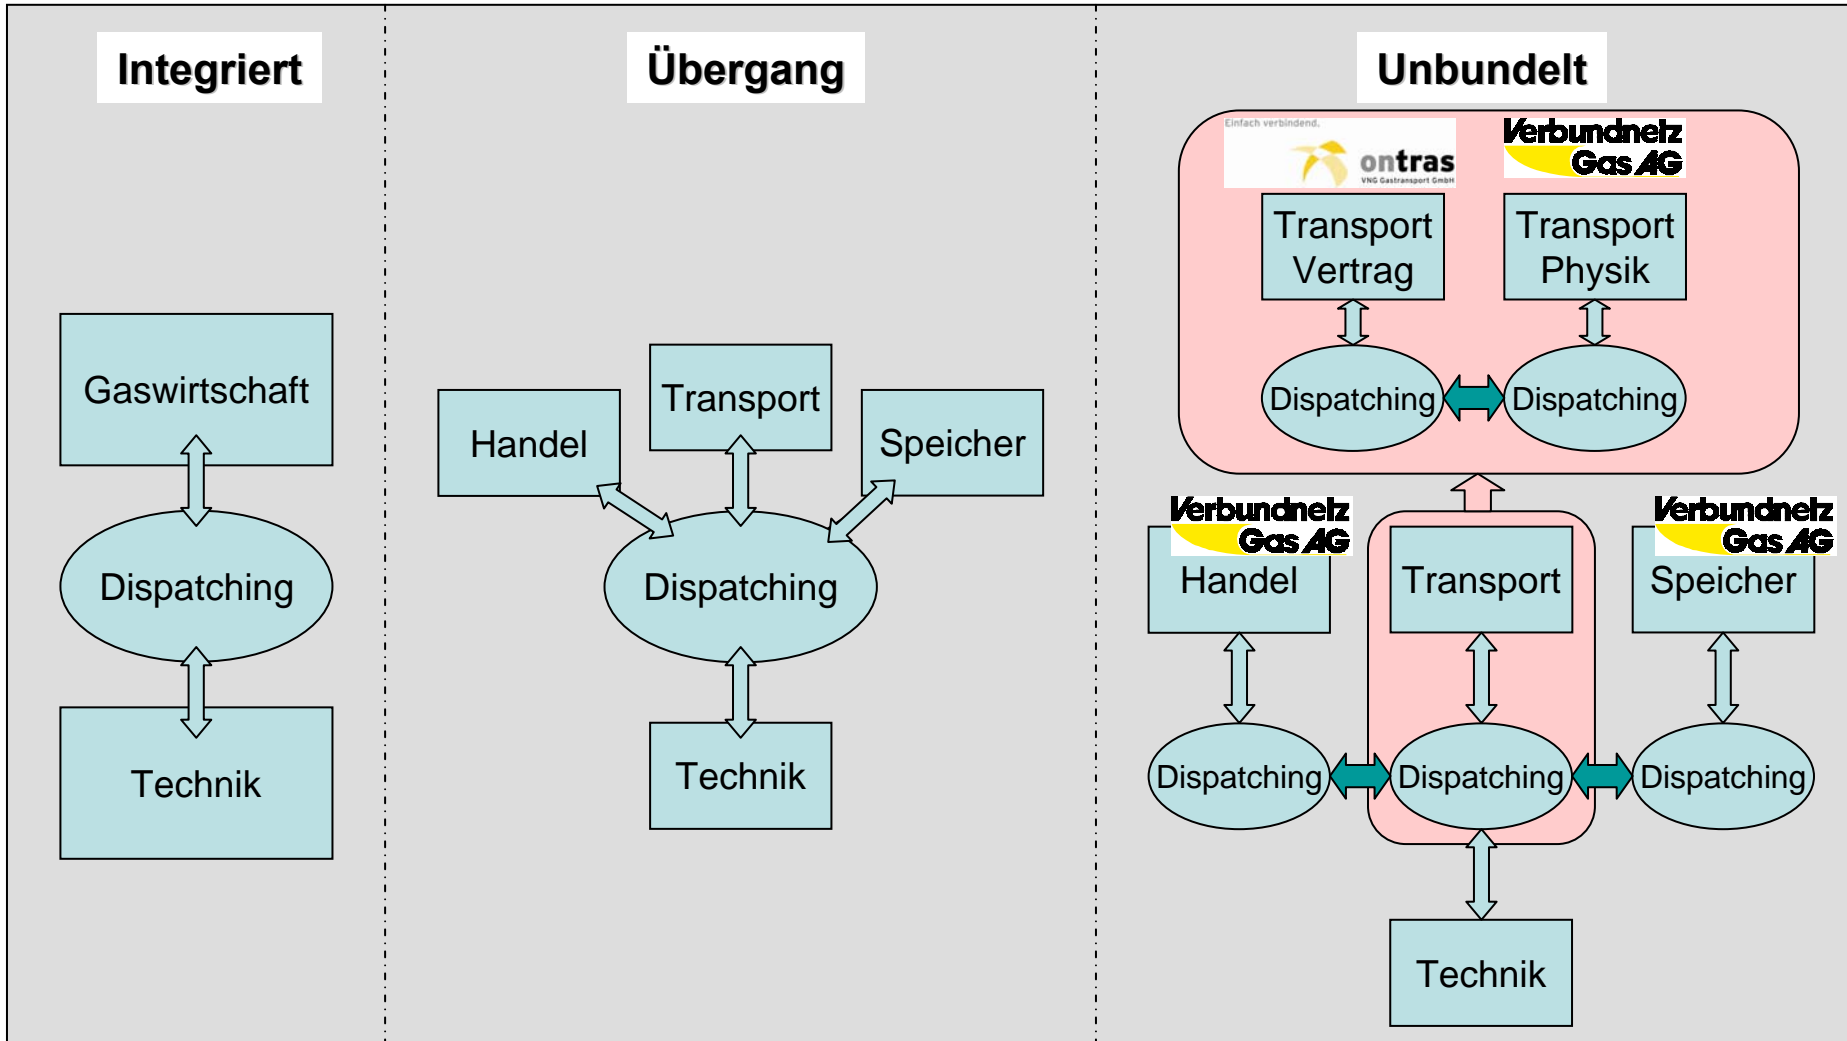 Integriert
Gaswirtschaft
Dispatching
Technik
Übergang
Handel
Transport
Speicher
Dispatching
Technik
Unbundelt
Einfach verbindend.
ontras
VNG Gastransport GmbH
Verbundnetz
Gas AG
Transport
Vertrag
Transport
Physik
Dispatching
Dispatching
Verbundnetz
Gas AG
Verbundnetz
Gas AG
Handel
Transport
Speicher
Dispatching
Dispatching
Dispatching
Technik